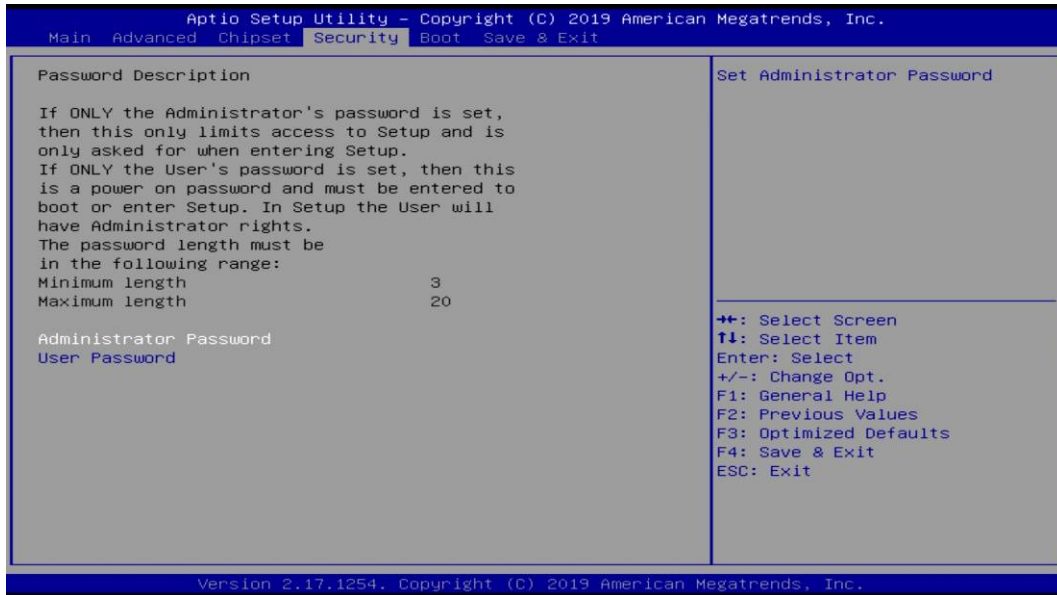 Aptio Setup Utility – Copyright (C) 2019 American Megatrends, Inc.
Main Advanced Chipset Security Boot Save & Exit
Password Description
If ONLY the Administrator's password is set,
then this only limits access to Setup and is
only asked for when entering Setup.
If ONLY the User's password is set, then this
is a power on password and must be entered to
boot or enter Setup. In Setup the User will
have Administrator rights.
The password length must be
in the following range:
Minimum length 3
Maximum length 20
Administrator Password
User Password
Set Administrator Password
→←: Select Screen
↑↓: Select Item
Enter: Select
+/-: Change Opt.
F1: General Help
F2: Previous Values
F3: Optimized Defaults
F4: Save & Exit
ESC: Exit
Version 2.17.1254. Copyright (C) 2019 American Megatrends, Inc.